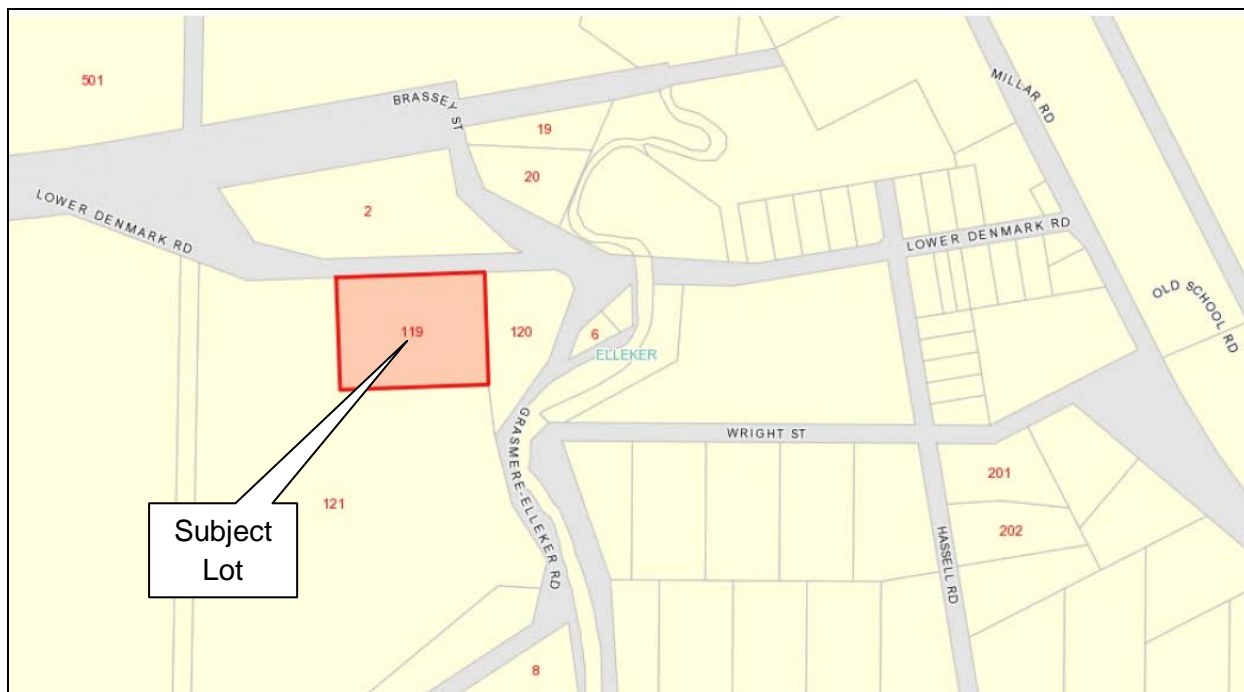 501
BRASSEY ST
19
MILLAR RD
20
LOWER DENMARK RD
2
LOWER DENMARK RD
OLD SCHOOL RD
119
120
6
ELLEKER
GRASMERE-ELLEKER RD
WRIGHT ST
201
121
Subject
Lot
202
HASSELL RD
8